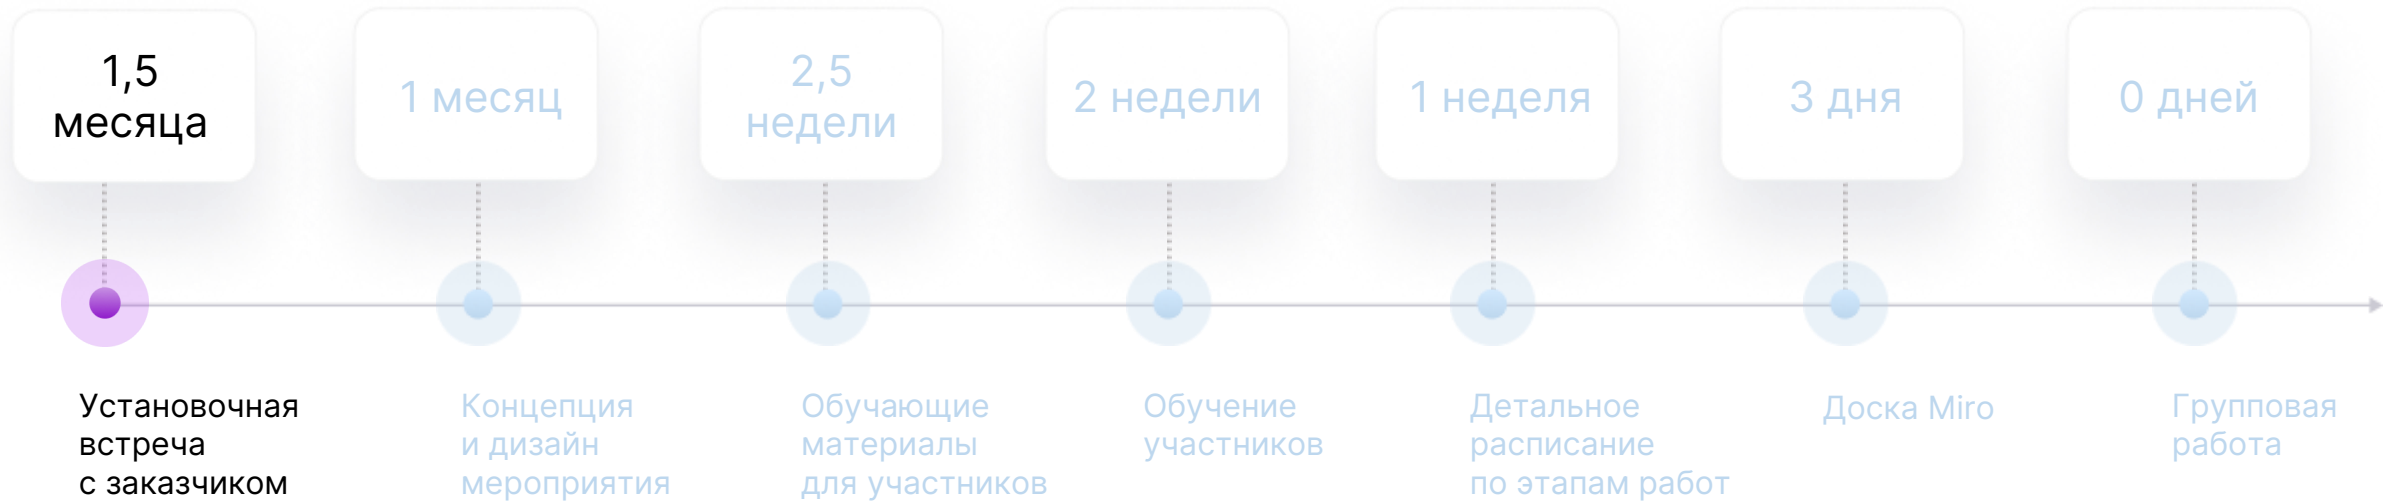 1,5
месяца
1 месяц
2,5
недели
2 недели
1 неделя
3 дня
0 дней
Установочная
встреча
с заказчиком
Концепция
и дизайн
мероприятия
Обучающие
материалы
для участников
Обучение
участников
Детальное
расписание
по этапам работ
Доска Miro
Групповая
работа